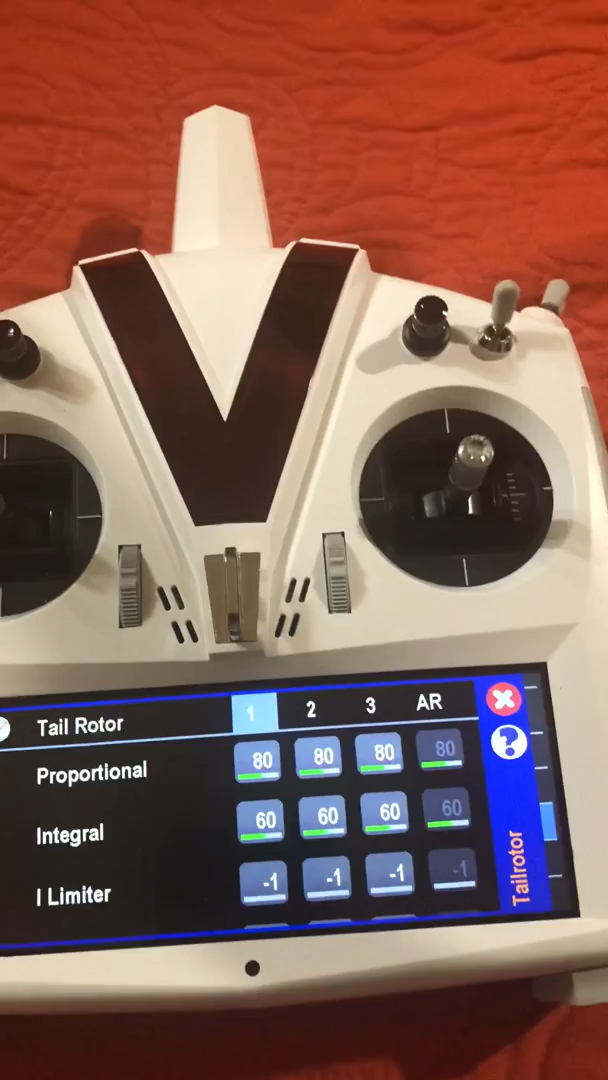 Tail Rotor 1 2 3 AR
Proportional 80 80 80 80
Integral 60 60 60 60
I Limiter -1 -1 -1 -1
Tailrotor